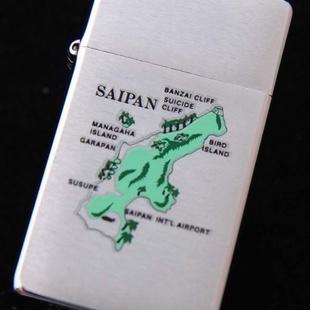 SAIPAN
BANZAI CLIFF
SUICIDE
CLIFF
MANAGAHA
ISLAND
GARAPAN
BIRD
ISLAND
SUSUPE
SAIPAN INT'L AIRPORT